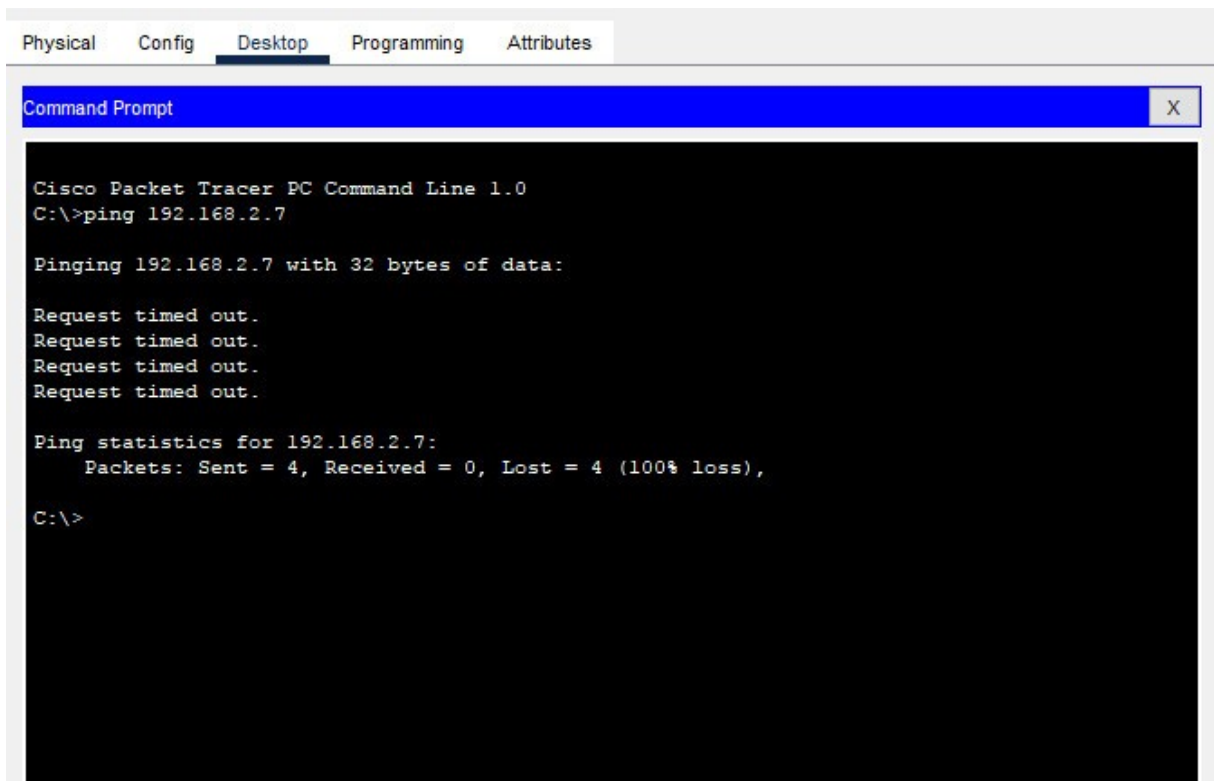 Physical Config Desktop Programming Attributes
Command Prompt X
Cisco Packet Tracer PC Command Line 1.0
C:\>ping 192.168.2.7
Pinging 192.168.2.7 with 32 bytes of data:
Request timed out.
Request timed out.
Request timed out.
Request timed out.
Ping statistics for 192.168.2.7:
Packets: Sent = 4, Received = 0, Lost = 4 (100% loss),
C:\>